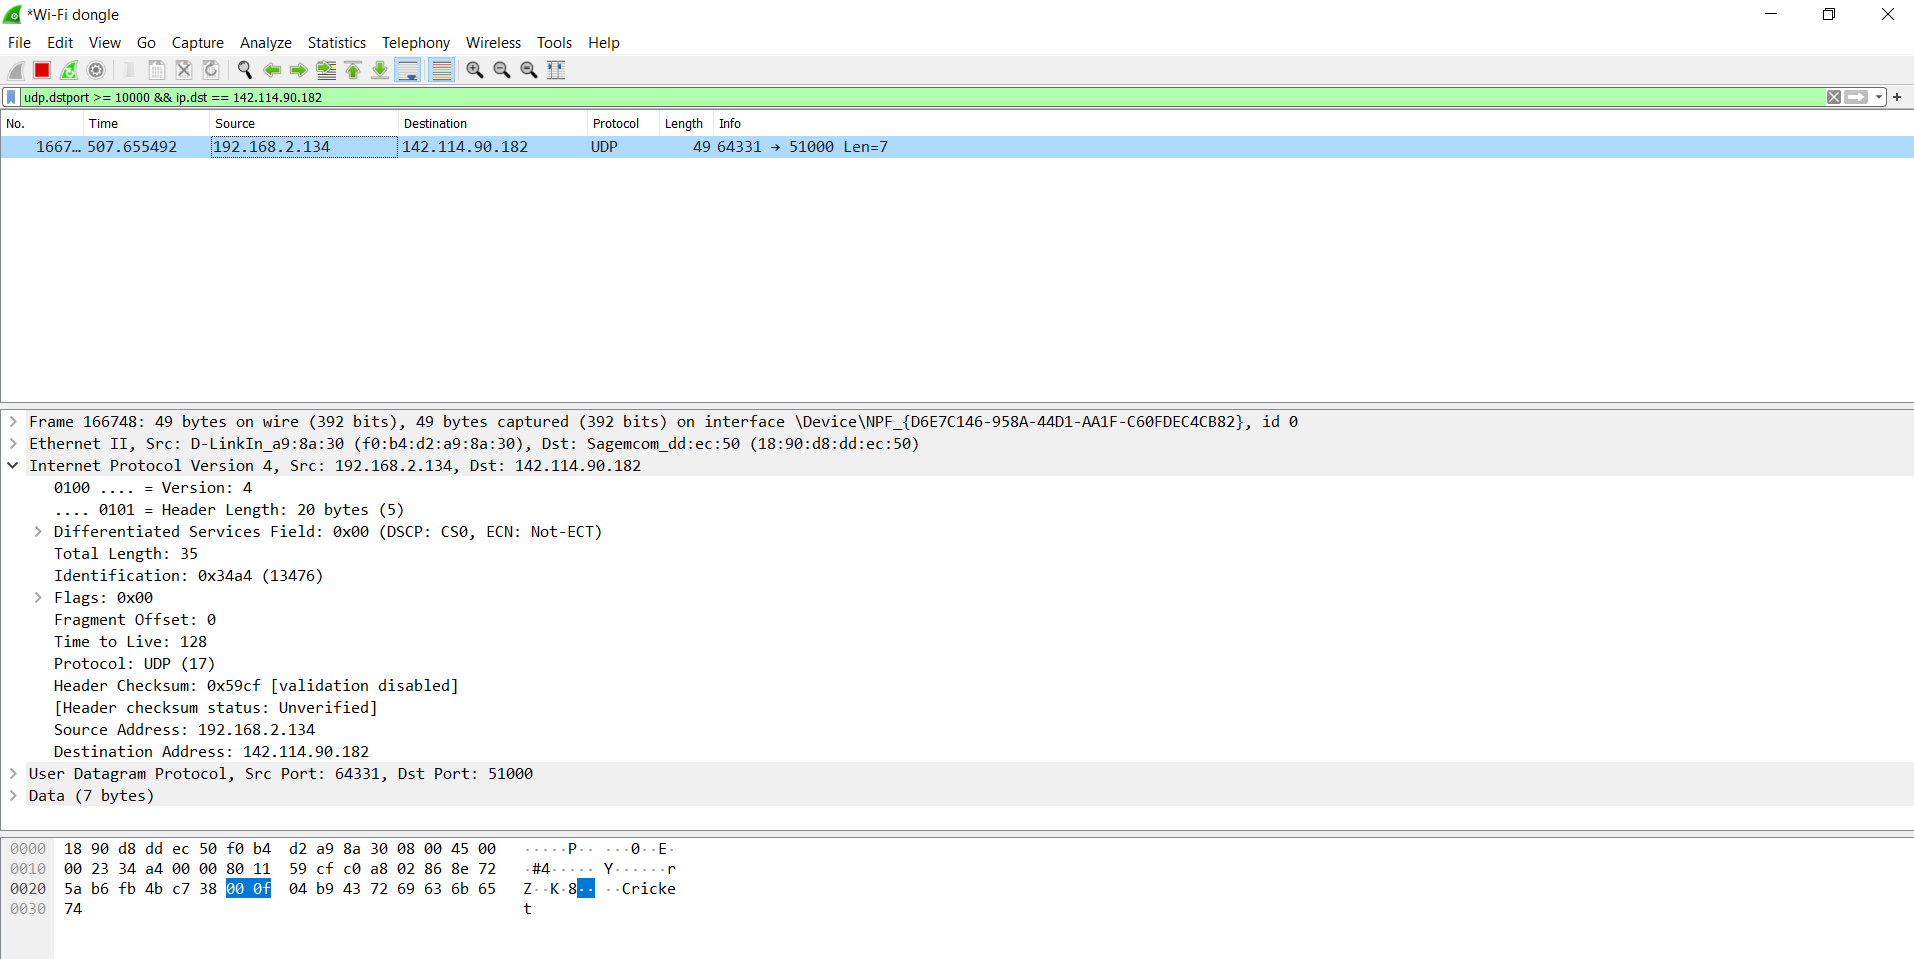 *Wi-Fi dongle
File Edit View Go Capture Analyze Statistics Telephony Wireless Tools Help
udp.dstport >= 10000 && ip.dst == 142.114.90.182
No. Time Source Destination Protocol Length Info
1667… 507.655492 192.168.2.134 142.114.90.182 UDP 49 64331 → 51000 Len=7
Frame 166748: 49 bytes on wire (392 bits), 49 bytes captured (392 bits) on interface \Device\NPF_{D6E7C146-958A-44D1-AA1F-C60FDEC4CB82}, id 0
Ethernet II, Src: D-LinkIn_a9:8a:30 (f0:b4:d2:a9:8a:30), Dst: Sagemcom_dd:ec:50 (18:90:d8:dd:ec:50)
Internet Protocol Version 4, Src: 192.168.2.134, Dst: 142.114.90.182
0100 .... = Version: 4
.... 0101 = Header Length: 20 bytes (5)
Differentiated Services Field: 0x00 (DSCP: CS0, ECN: Not-ECT)
Total Length: 35
Identification: 0x34a4 (13476)
Flags: 0x00
Fragment Offset: 0
Time to Live: 128
Protocol: UDP (17)
Header Checksum: 0x59cf [validation disabled]
[Header checksum status: Unverified]
Source Address: 192.168.2.134
Destination Address: 142.114.90.182
User Datagram Protocol, Src Port: 64331, Dst Port: 51000
Data (7 bytes)
0000 18 90 d8 dd ec 50 f0 b4 d2 a9 8a 30 08 00 45 00 ·····P·· ···0··E·
0010 00 23 34 a4 00 00 80 11 59 cf c0 a8 02 86 8e 72 ·#4····· Y······r
0020 5a b6 fb 4b c7 38 00 0f 04 b9 43 72 69 63 6b 65 Z··K·8·· ··Cricke
0030 74 t